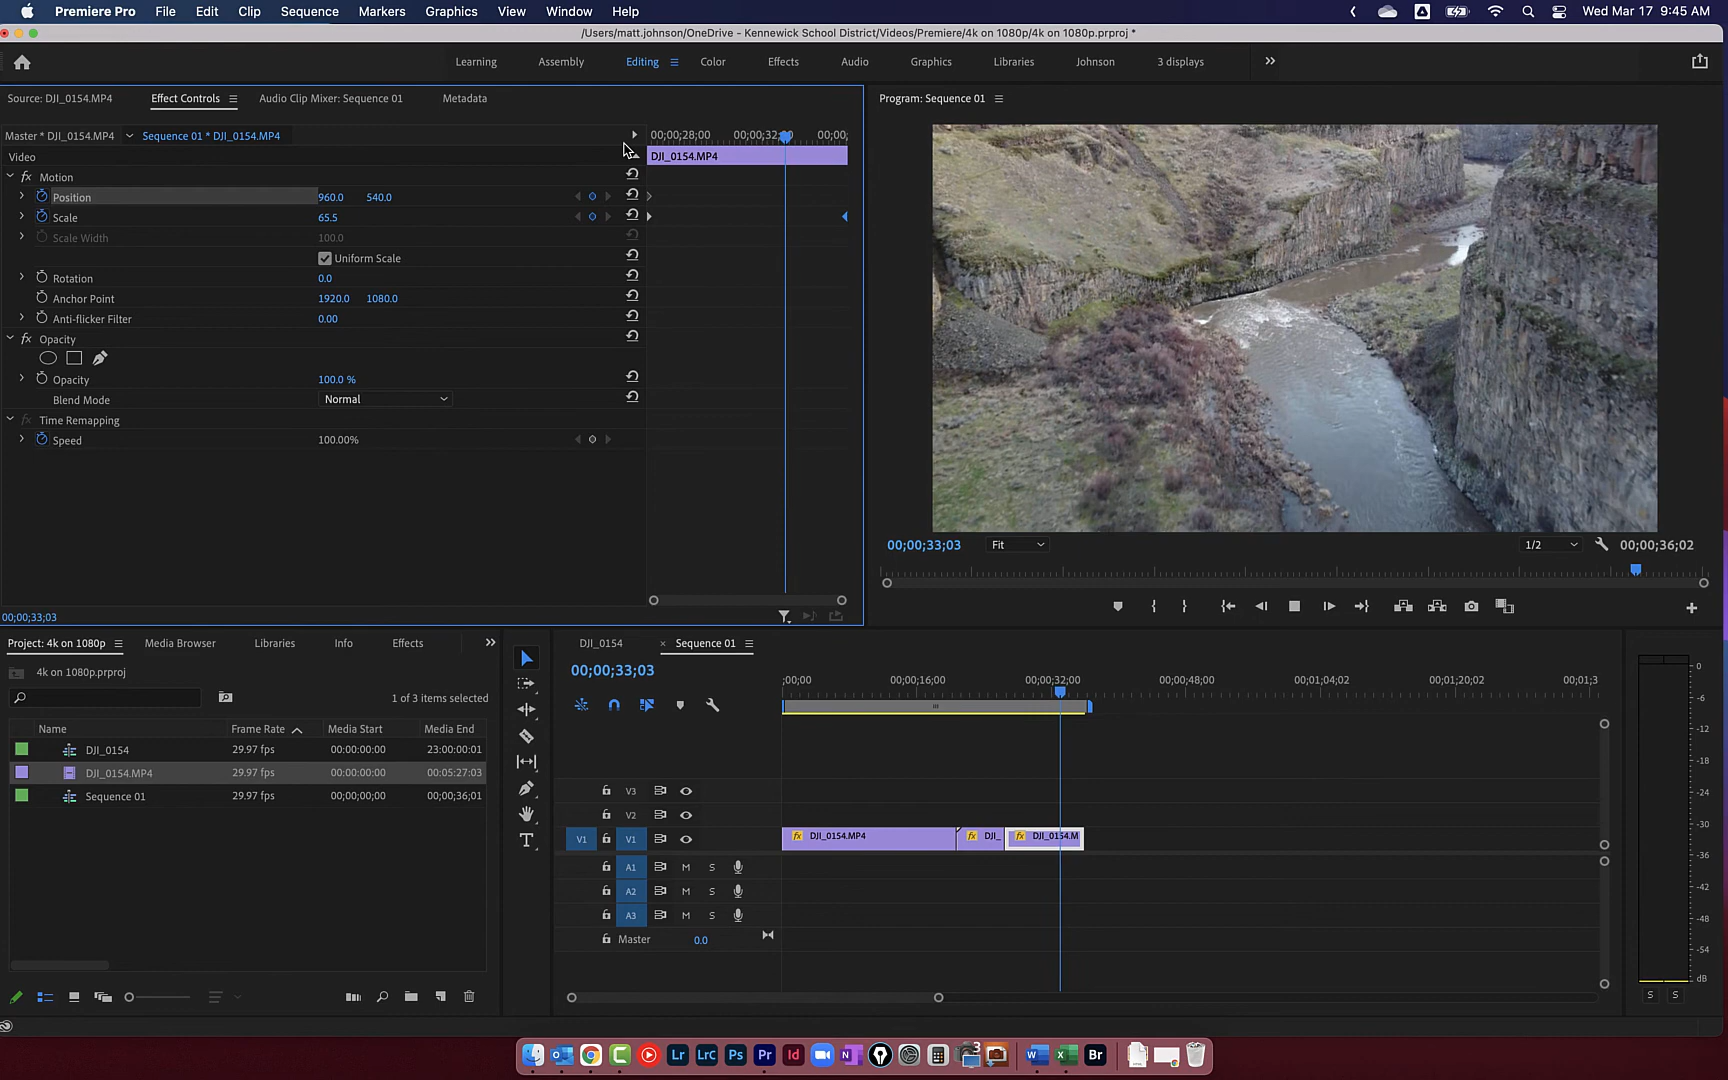 Premiere Pro File Edit Clip Sequence Markers Graphics View Window Help Wed Mar 17 9:45 AM
/Users/matt.johnson/OneDrive - Kennewick School District/Videos/Premiere/4k on 1080p/4k on 1080p.prproj *
Learning Assembly Editing Color Effects Audio Graphics Libraries Johnson 3 displays
Source: DJI_0154.MP4 Effect Controls Audio Clip Mixer: Sequence 01 Metadata
Master * DJI_0154.MP4 Sequence 01 * DJI_0154.MP4 00;00;28;00 00;00;32; 00;00;
Video DJI_0154.MP4
fx Motion
Position 960.0 540.0
Scale 65.5
Scale Width 100.0
Uniform Scale
Rotation 0.0
Anchor Point 1920.0 1080.0
Anti-flicker Filter 0.00
fx Opacity
Opacity 100.0 %
Blend Mode Normal
fx Time Remapping
Speed 100.00%
00;00;33;03
Program: Sequence 01
00;00;33;03 Fit 1/2 00;00;36;02
Project: 4k on 1080p Media Browser Libraries Info Effects
4k on 1080p.prproj
1 of 3 items selected
Name Frame Rate Media Start Media End
DJI_0154 29.97 fps 00:00:00:00 23:00:00:01
DJI_0154.MP4 29.97 fps 00:00:00:00 00:05:27:03
Sequence 01 29.97 fps 00;00;00;00 00;00;36;01
DJI_0154 × Sequence 01
00;00;33;03
;00;00 00;00;16;00 00;00;32;00 00;00;48;00 00;01;04;02 00;01;20;02 00;01;3
V3
V2
V1 V1 fx DJI_0154.MP4 fx DJI_ fx DJI_0154.M
A1 M S
A2 M S
A3 M S
Master 0.0
0
-6
-12
-18
-24
-30
-36
-42
-48
-54
dB
S S
Lr LrC Ps Pr Id N 3 W X Br